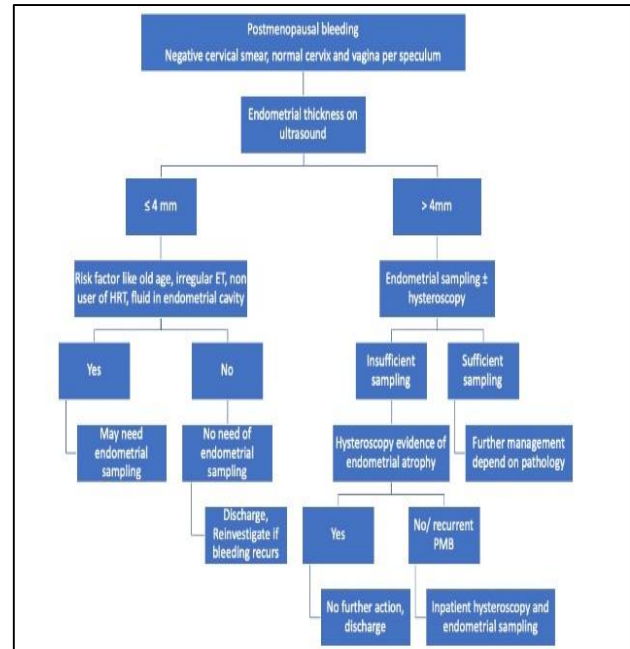 Postmenopausal bleeding
Negative cervical smear, normal cervix and vagina per speculum
Endometrial thickness on
ultrasound
≤ 4 mm
> 4mm
Risk factor like old age, irregular ET, non
user of HRT, fluid in endometrial cavity
Endometrial sampling ±
hysteroscopy
Yes
No
Insufficient
sampling
Sufficient
sampling
May need
endometrial
sampling
No need of
endometrial
sampling
Hysteroscopy evidence of
endometrial atrophy
Further management
depend on pathology
Discharge,
Reinvestigate if
bleeding recurs
Yes
No/ recurrent
PMB
No further action,
discharge
Inpatient hysteroscopy and
endometrial sampling